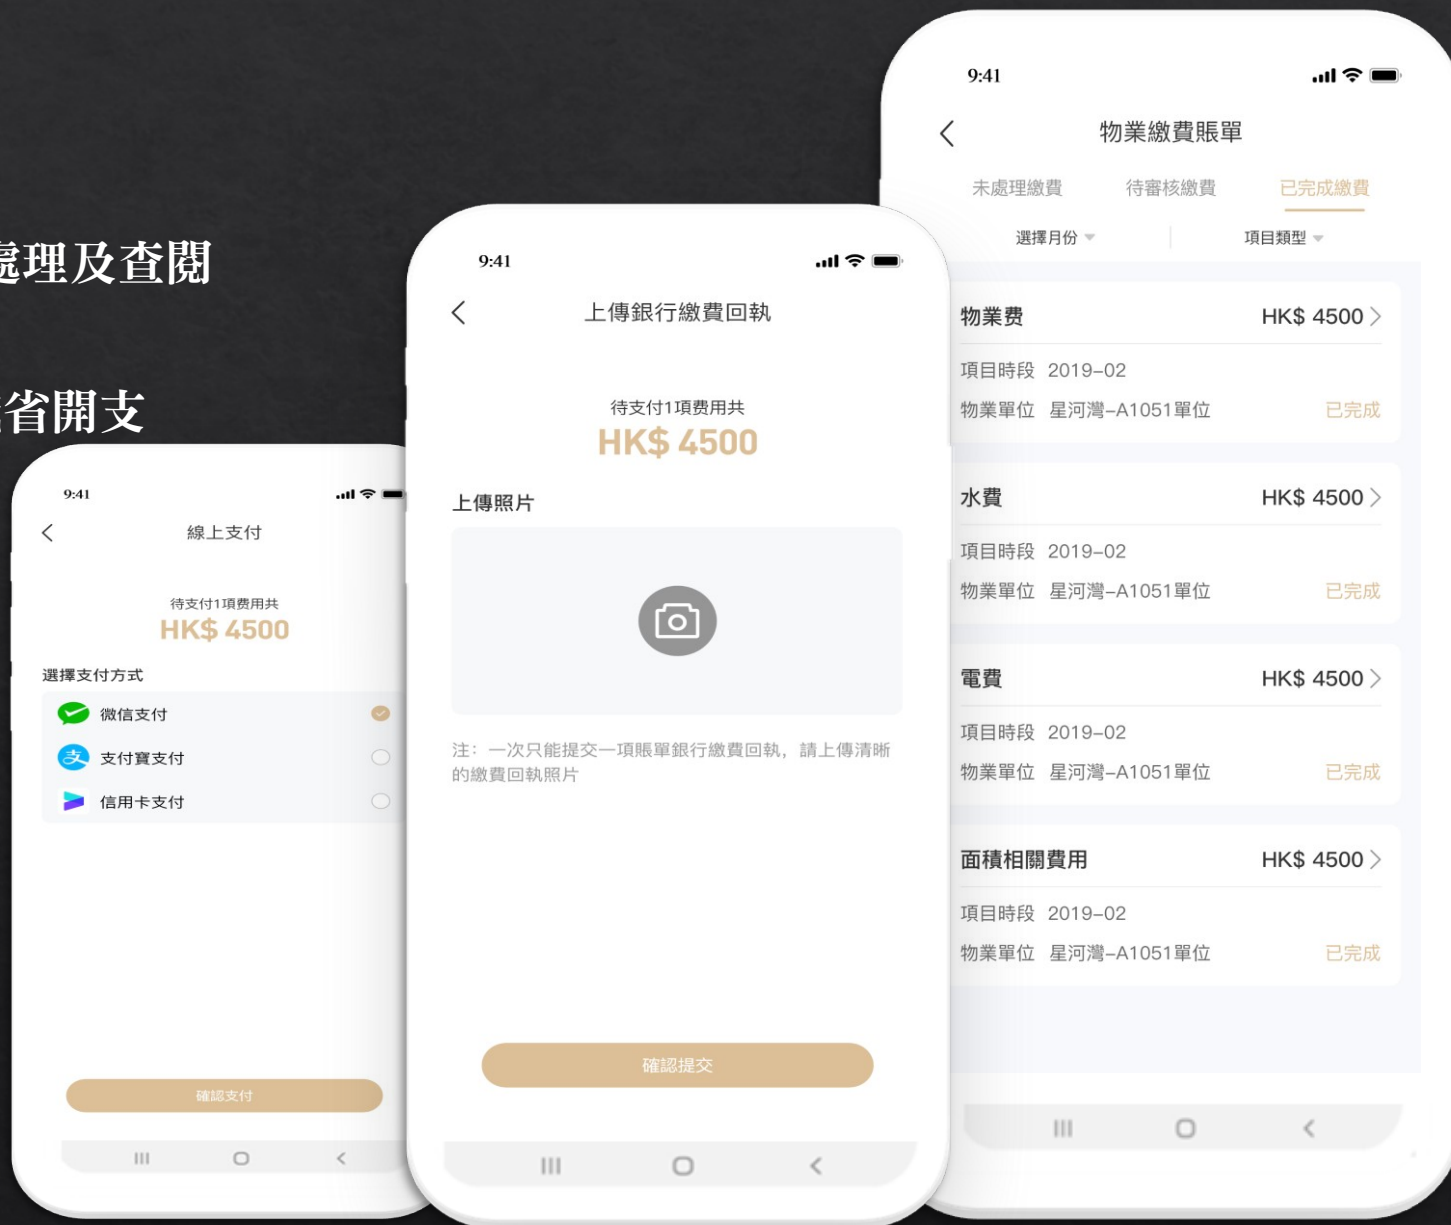 處理及查閱
省開支
9:41
線上支付
待支付1項费用共
HK$ 4500
選擇支付方式
微信支付
支付寶支付
信用卡支付
確認支付
9:41
上傳銀行繳費回執
待支付1項费用共
HK$ 4500
上傳照片
注：一次只能提交一項賬單銀行繳費回執，請上傳清晰
的繳費回執照片
確認提交
9:41
物業繳費賬單
未處理繳費 待審核繳費 已完成繳費
選擇月份 項目類型
物業费 HK$ 4500
項目時段 2019-02
物業單位 星河灣-A1051單位 已完成
水費 HK$ 4500
項目時段 2019-02
物業單位 星河灣-A1051單位 已完成
電費 HK$ 4500
項目時段 2019-02
物業單位 星河灣-A1051單位 已完成
面積相關費用 HK$ 4500
項目時段 2019-02
物業單位 星河灣-A1051單位 已完成